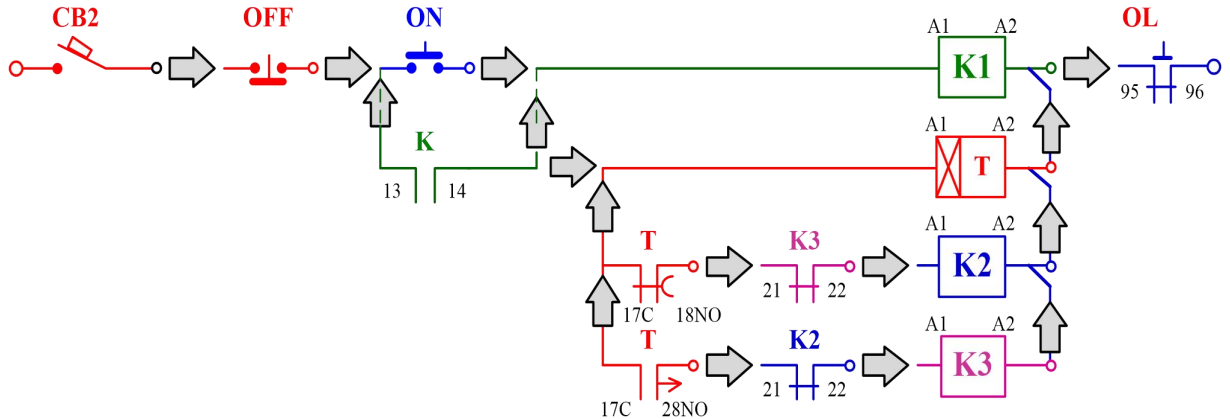 CB2 OFF ON OL
A1 A2
K1
95 96
K
13 14
A1 A2
T
T K3
A1 A2
K2
21 22
17C 18NO
T K2
A1 A2
K3
21 22
17C 28NO